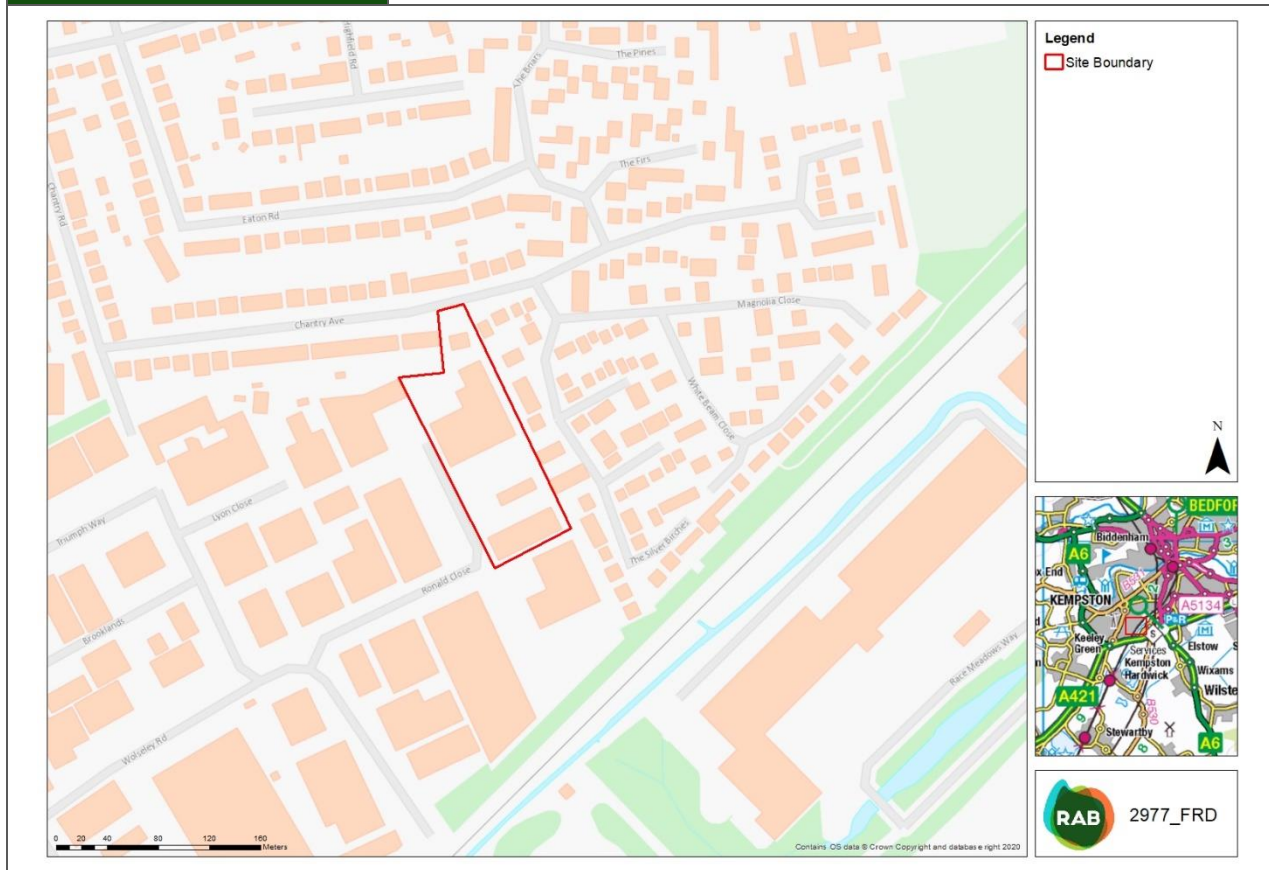 Legend
Site Boundary
Highfield Rd
The Pines
The Briars
Chantry Rd
The Firs
Eaton Rd
Magnolia Close
Chantry Ave
White Beam Close
Lyon Close
Triumph Way
The Silver Birches
Ronald Close
Brooklands
Race Meadows Way
Wolseley Rd
0 20 40 80 120 160
Meters
Contains OS data © Crown Copyright and database right 2020
N
BEDFOR
Biddenham
A6
x End
KEMPSTON
A5134
P&R
Keeley
Green
S
Services
Elstow
Kempston
Hardwick
Wixams
Wilste
A421
B530
Stewartby
A6
RAB
2977_FRD